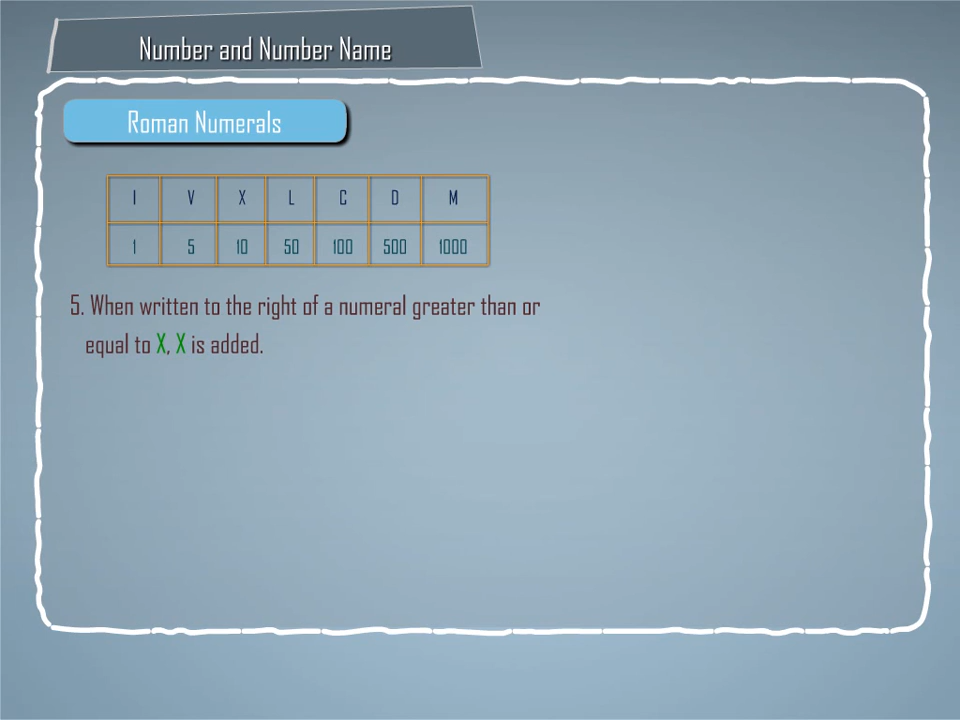 Number and Number Name
Roman Numerals
I V X L C D M
1 5 10 50 100 500 1000
5. When written to the right of a numeral greater than or
equal to X, X is added.